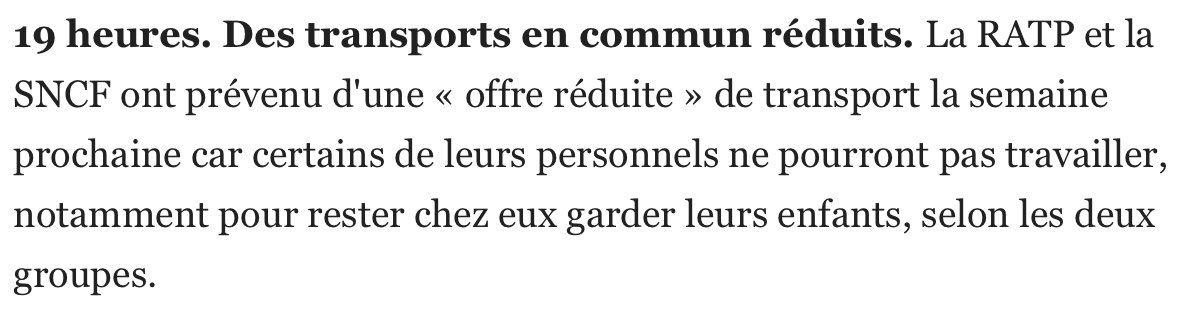 19 heures. Des transports en commun réduits. La RATP et la
SNCF ont prévenu d'une « offre réduite » de transport la semaine
prochaine car certains de leurs personnels ne pourront pas travailler,
notamment pour rester chez eux garder leurs enfants, selon les deux
groupes.